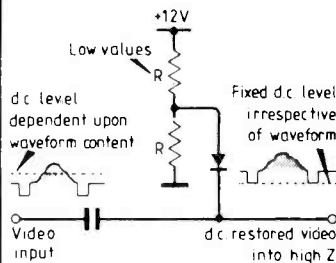 +12V
Low values
R
d.c. level
dependent upon
waveform content
Fixed d.c. level
irrespective
of waveform
R
Video
input
d.c. restored video
into high Z